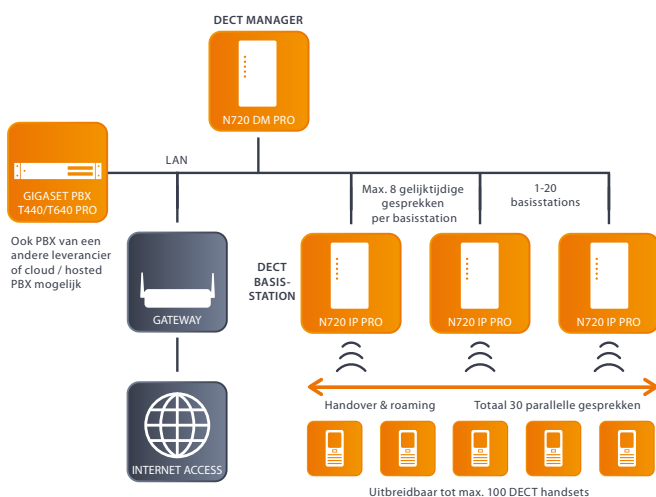 DECT MANAGER
N720 DM PRO
LAN
GIGASET PBX
T440/T640 PRO
Ook PBX van een
andere leverancier
of cloud / hosted
PBX mogelijk
Max. 8 gelijktijdige
gesprekken
per basisstation
1-20
basisstations
GATEWAY
DECT
BASIS-
STATION
N720 IP PRO
N720 IP PRO
N720 IP PRO
INTERNET ACCESS
Handover & roaming
Totaal 30 parallelle gesprekken
Uitbreidbaar tot max. 100 DECT handsets